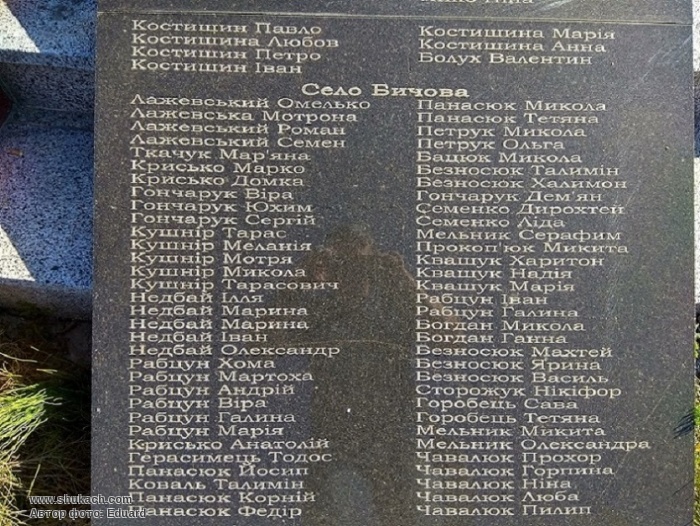 Костишин Павло
Костишина Любов
Костишин Петро
Костишин Іван
Костишина Марія
Костишина Анна
Болух Валентин
Село Бичова
Лажевський Омелько
Лажевська Мотрона
Лажевський Роман
Лажевський Семен
Ткачук Мар'яна
Крисько Марко
Крисько Домка
Гончарук Віра
Гончарук Юхим
Гончарук Сергій
Кушнір Тарас
Кушнір Меланія
Кушнір Мотря
Кушнір Микола
Кушнір Тарасович
Недбай Ілля
Недбай Марина
Недбай Марина
Недбай Іван
Недбай Олександр
Рабцун Хома
Рабцун Мартоха
Рабцун Андрій
Рабцун Віра
Рабцун Галина
Рабцун Марія
Крисько Анатолій
Герасимець Тодос
Панасюк Йосип
Коваль Талимін
Панасюк Корній
Панасюк Федір
Панасюк Микола
Панасюк Тетяна
Петрук Микола
Петрук Ольга
Бацюк Микола
Безносюк Талимін
Безносюк Халимон
Гончарук Дем'ян
Семенко Дирохтей
Семенко Ліда
Мельник Серафим
Прокоп'юк Микита
Кващук Харитон
Кващук Надія
Кващук Марія
Рабцун Іван
Рабцун Галина
Богдан Микола
Богдан Ганна
Безносюк Махтей
Безносюк Ярина
Безносюк Василь
Сторожук Нікіфор
Горобець Сава
Горобець Тетяна
Мельник Микита
Мельник Олександра
Чавалюк Прохор
Чавалюк Горпина
Чавалюк Ніна
Чавалюк Люба
Чавалюк Пилип
www.shukach.com
Автор фото: Eduard